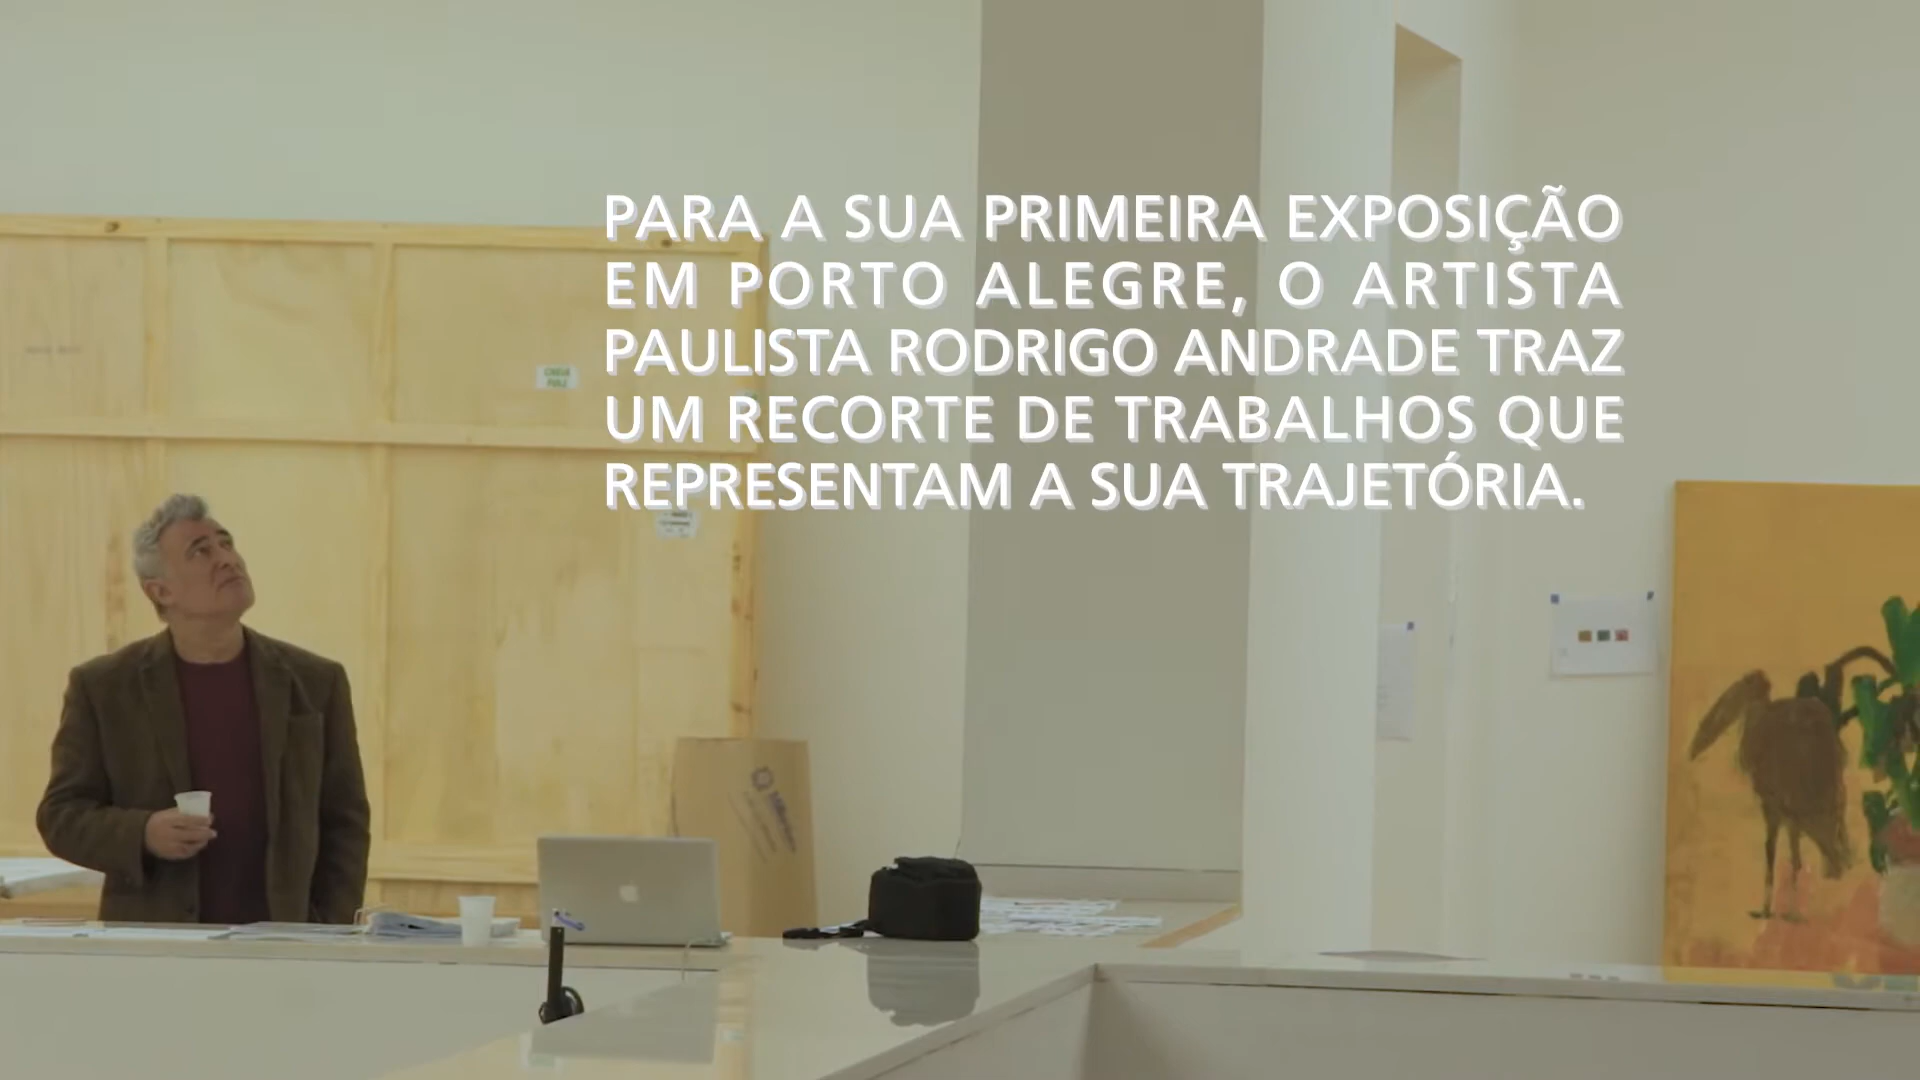 PARA A SUA PRIMEIRA EXPOSIÇÃO
EM PORTO ALEGRE, O ARTISTA
PAULISTA RODRIGO ANDRADE TRAZ
UM RECORTE DE TRABALHOS QUE
REPRESENTAM A SUA TRAJETÓRIA.